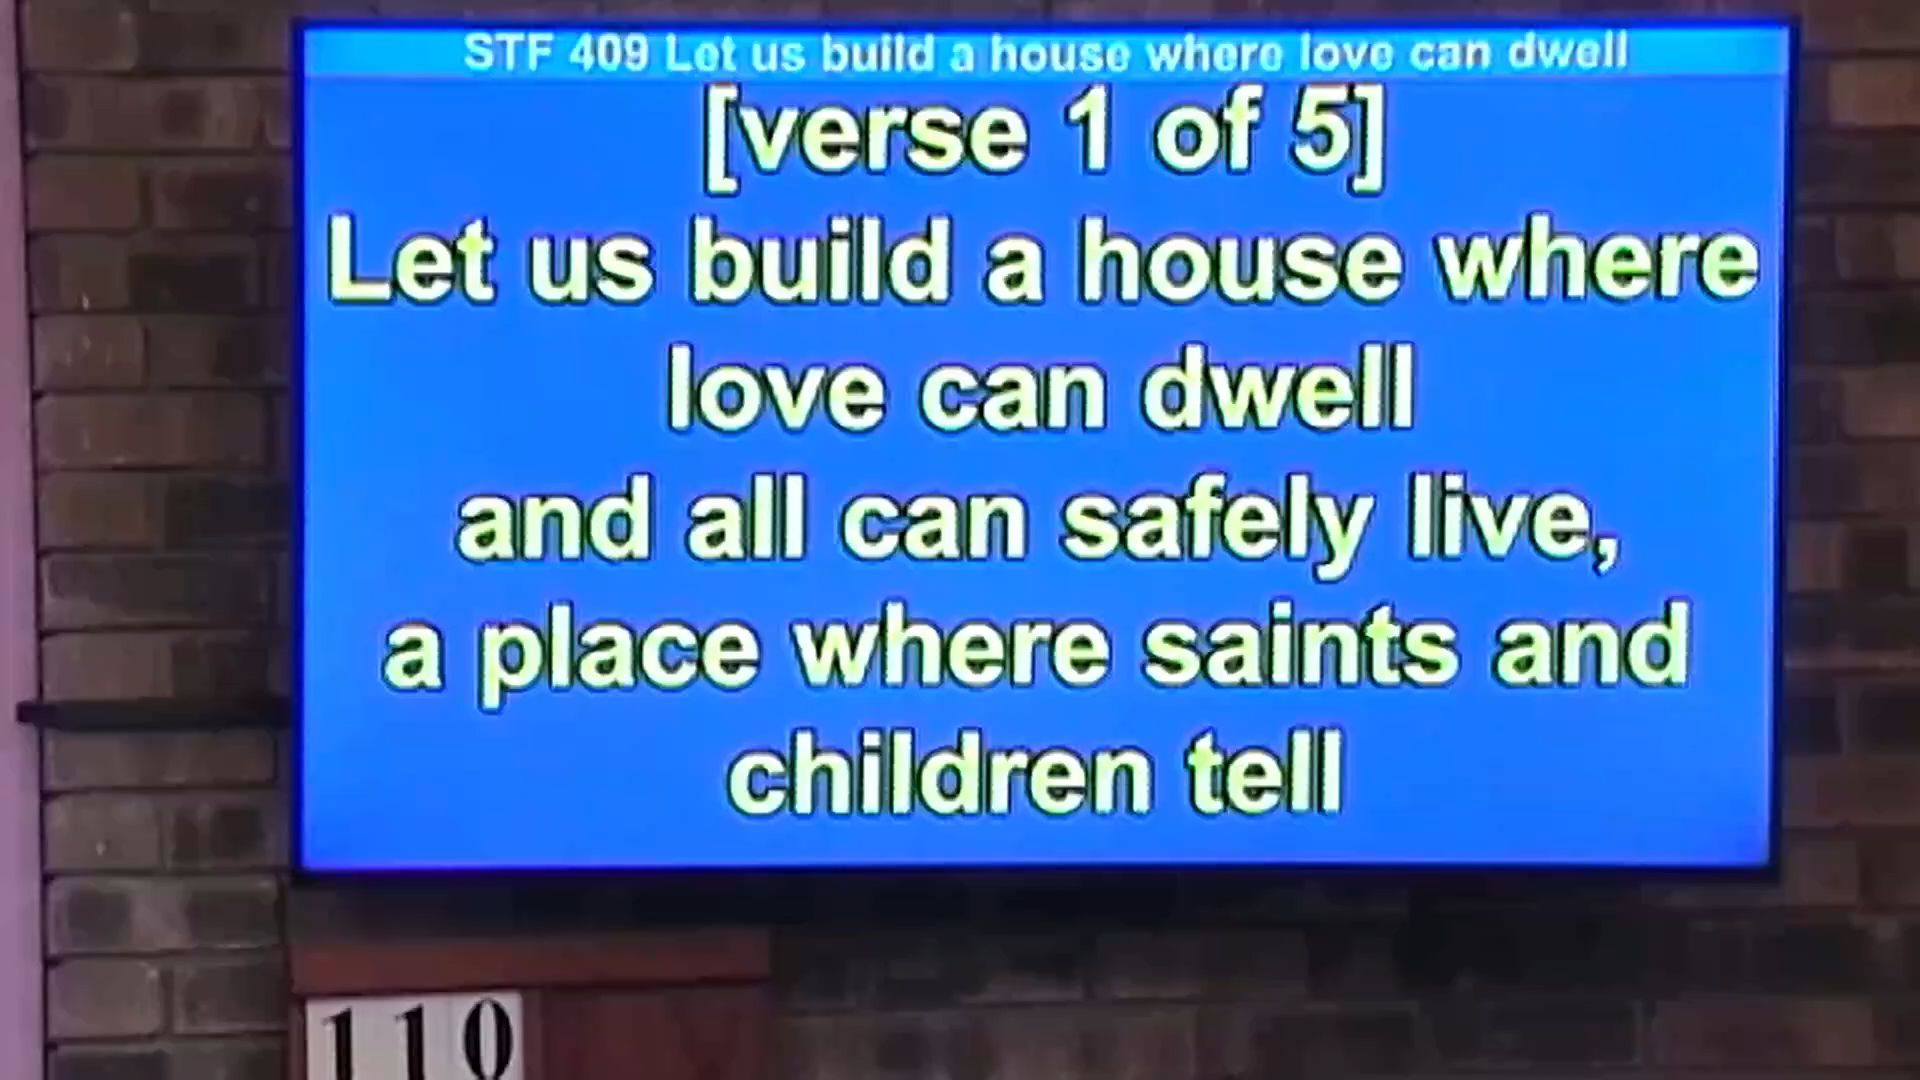 STF 409 Let us build a house where love can dwell
[verse 1 of 5]
Let us build a house where
love can dwell
and all can safely live,
a place where saints and
children tell
110